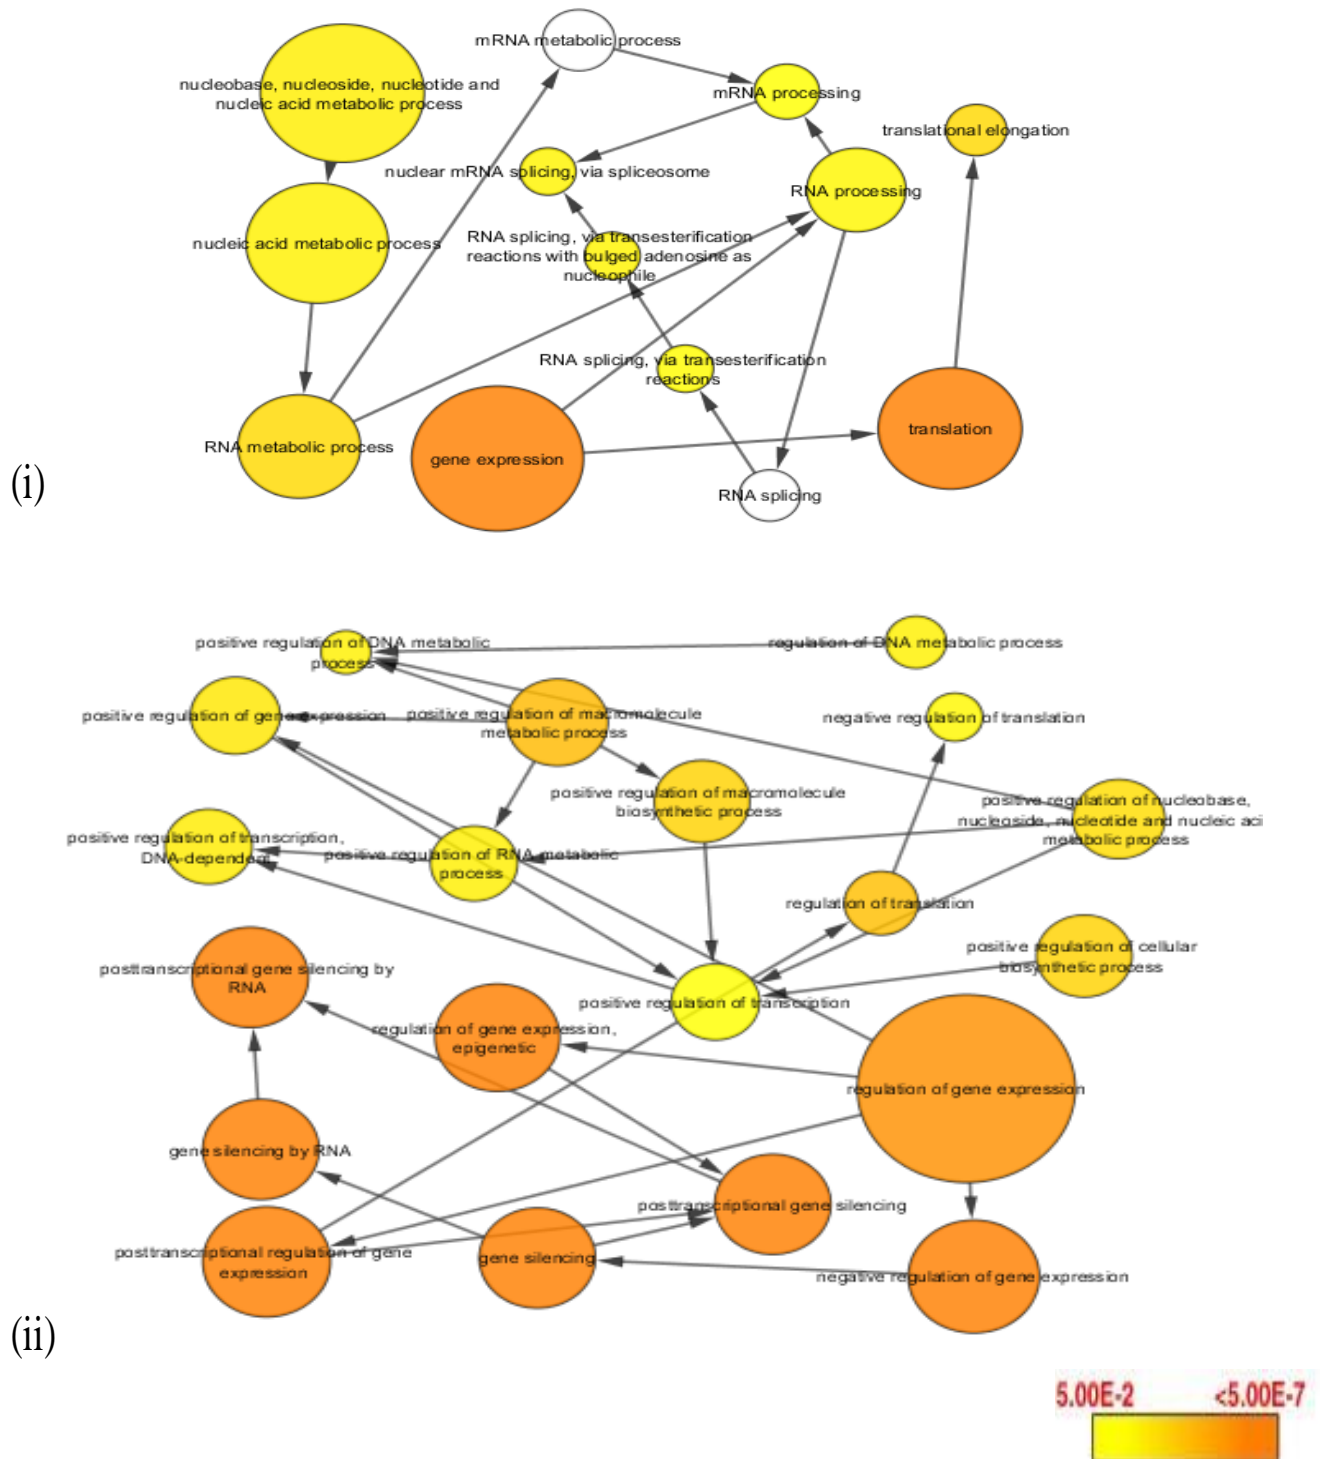 mRNA metabolic process
nucleobase, nucleoside, nucleotide and
nucleic acid metabolic process
mRNA processing
translational elongation
nuclear mRNA splicing, via spliceosome
RNA processing
nucleic acid metabolic process
RNA splicing, via transesterification
reactions with bulged adenosine as
nucleophile
RNA splicing, via transesterification
reactions
RNA metabolic process
gene expression
translation
RNA splicing
(i)
positive regulation of DNA metabolic
process
regulation of DNA metabolic process
positive regulation of gene expression
positive regulation of macromolecule
metabolic process
negative regulation of translation
positive regulation of macromolecule
biosynthetic process
positive regulation of nucleobase,
nucleoside, nucleotide and nucleic aci
metabolic process
positive regulation of transcription,
DNA-dependent
positive regulation of RNA metabolic
process
regulation of translation
positive regulation of cellular
biosynthetic process
posttranscriptional gene silencing by
RNA
positive regulation of transcription
regulation of gene expression,
epigenetic
regulation of gene expression
gene silencing by RNA
posttranscriptional gene silencing
posttranscriptional regulation of gene
expression
gene silencing
negative regulation of gene expression
(ii)
5.00E-2 <5.00E-7